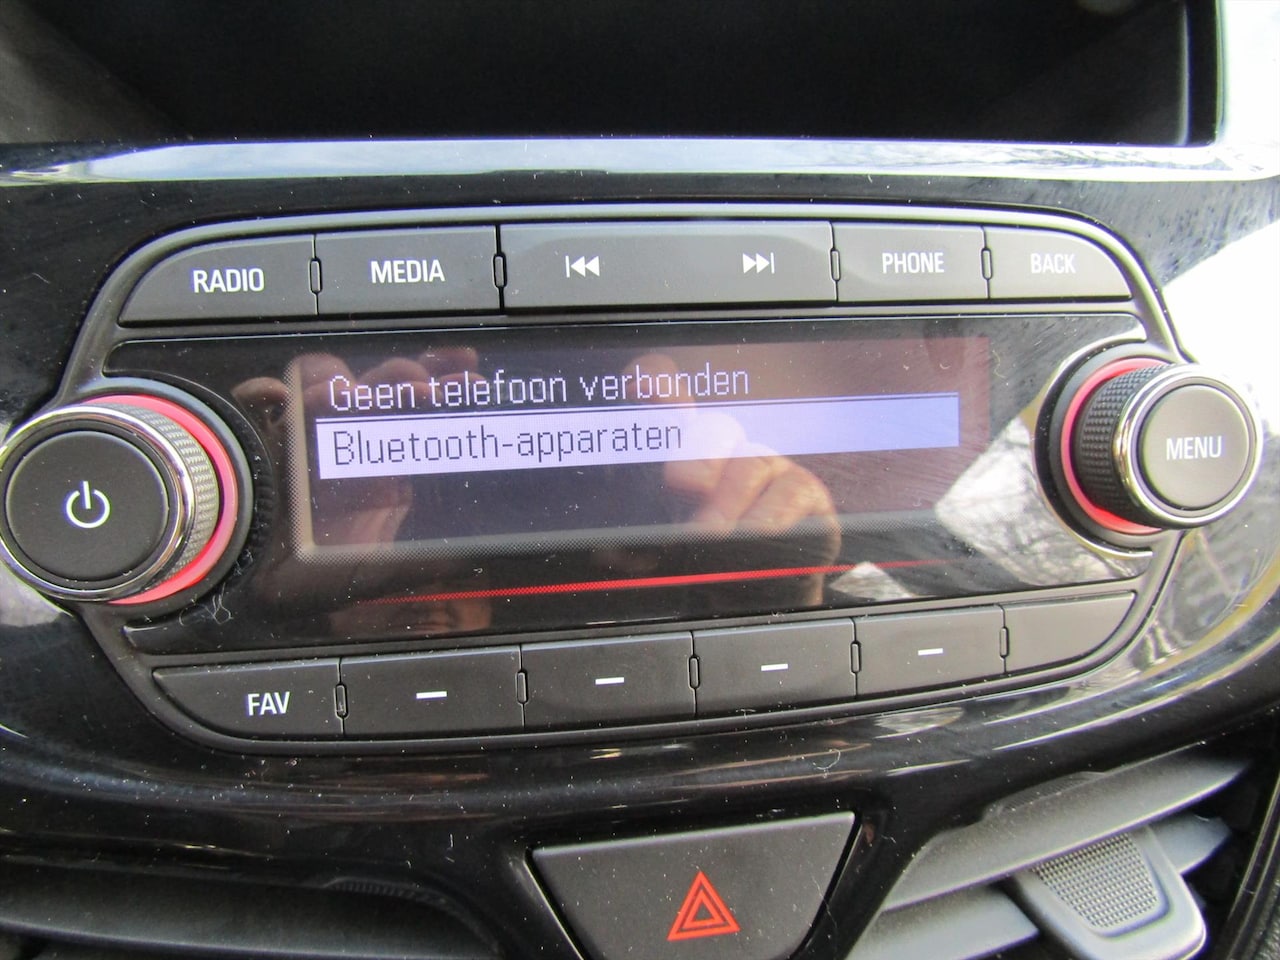 RADIO MEDIA PHONE BACK
Geen telefoon verbonden
Bluetooth-apparaten
MENU
FAV